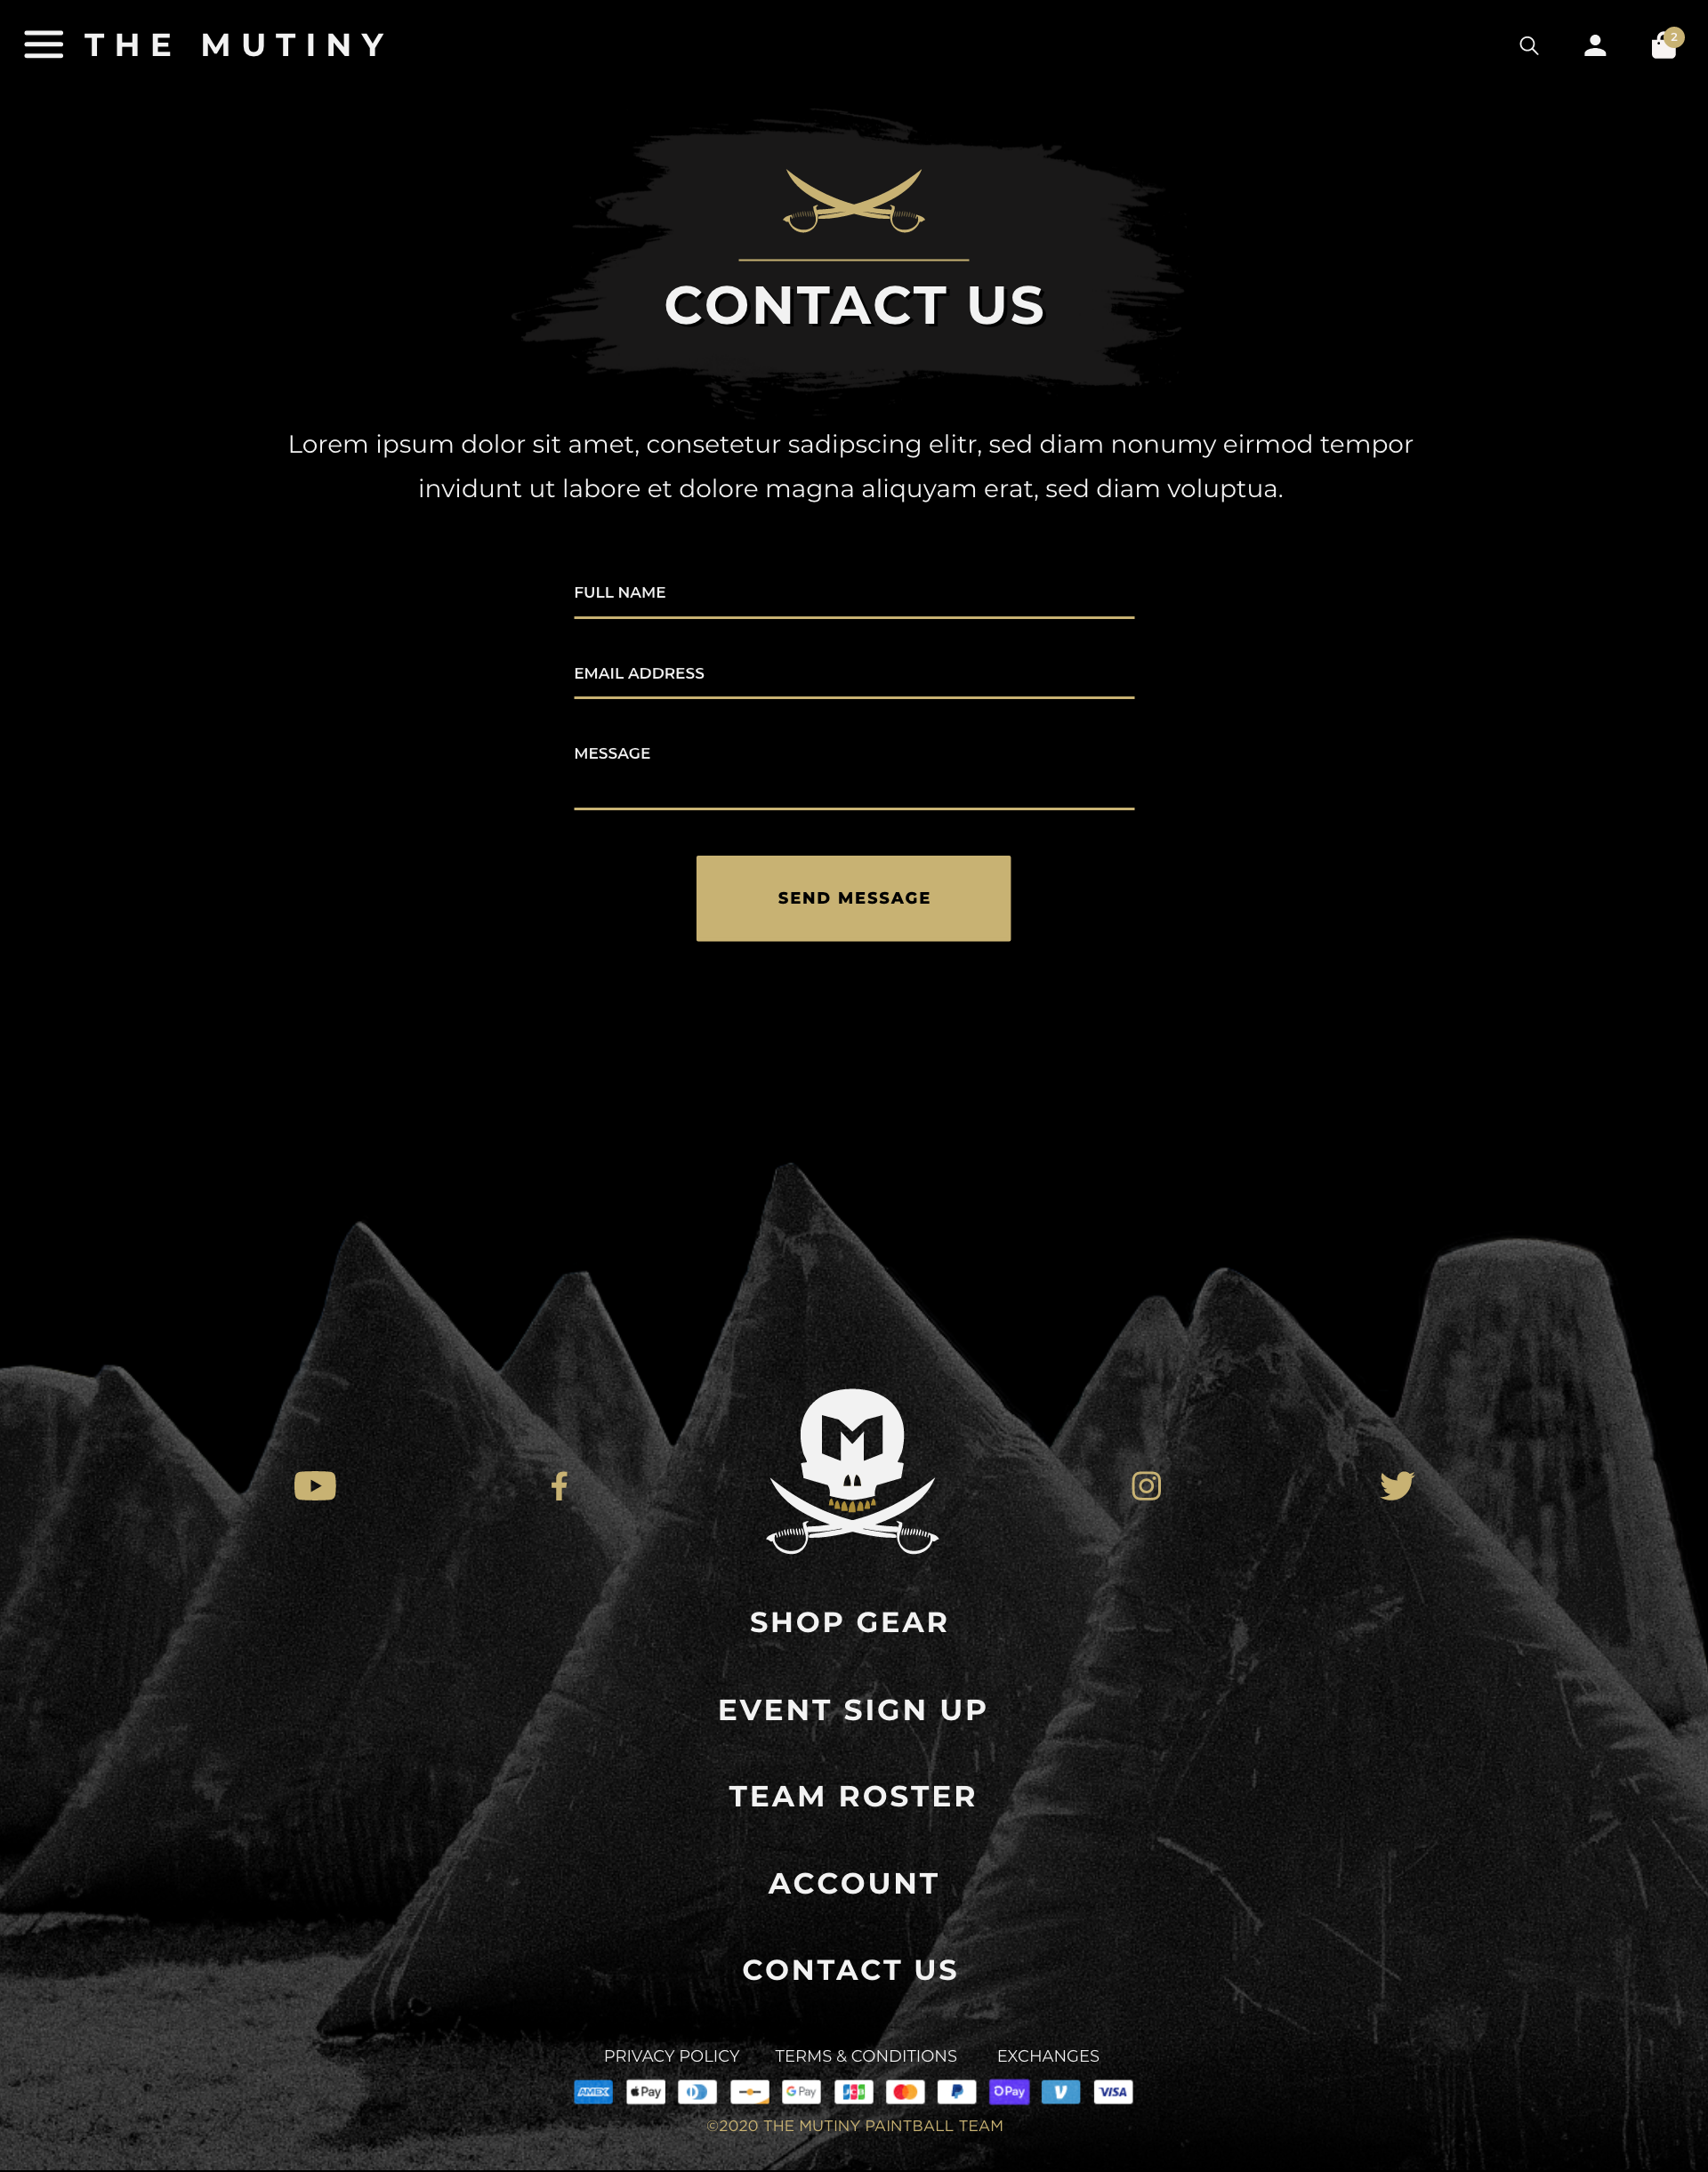 THE MUTINY
2
CONTACT US
Lorem ipsum dolor sit amet, consetetur sadipscing elitr, sed diam nonumy eirmod tempor
invidunt ut labore et dolore magna aliquyam erat, sed diam voluptua.
FULL NAME
EMAIL ADDRESS
MESSAGE
SEND MESSAGE
M
SHOP GEAR
EVENT SIGN UP
TEAM ROSTER
ACCOUNT
CONTACT US
PRIVACY POLICY TERMS & CONDITIONS EXCHANGES
AMEX Pay G Pay JCB Pay V VISA
©2020 THE MUTINY PAINTBALL TEAM